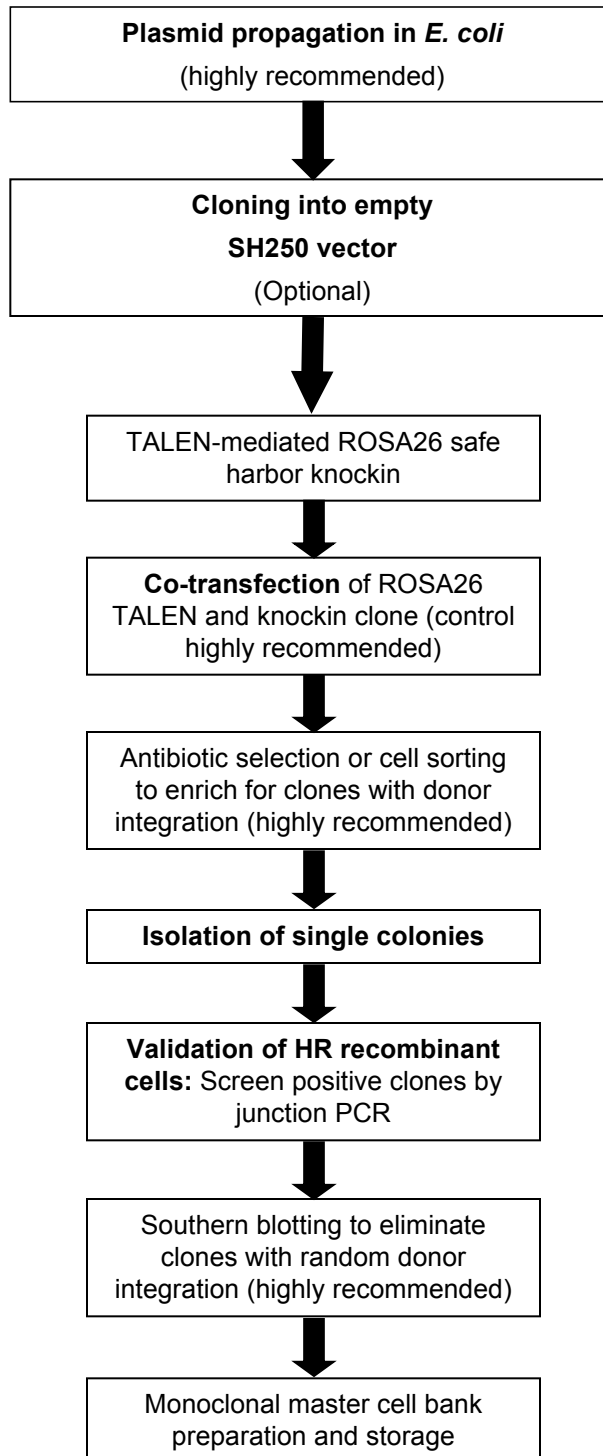 Plasmid propagation in E. coli
(highly recommended)
Cloning into empty
SH250 vector
(Optional)
TALEN-mediated ROSA26 safe
harbor knockin
Co-transfection of ROSA26
TALEN and knockin clone (control
highly recommended)
Antibiotic selection or cell sorting
to enrich for clones with donor
integration (highly recommended)
Isolation of single colonies
Validation of HR recombinant
cells: Screen positive clones by
junction PCR
Southern blotting to eliminate
clones with random donor
integration (highly recommended)
Monoclonal master cell bank
preparation and storage